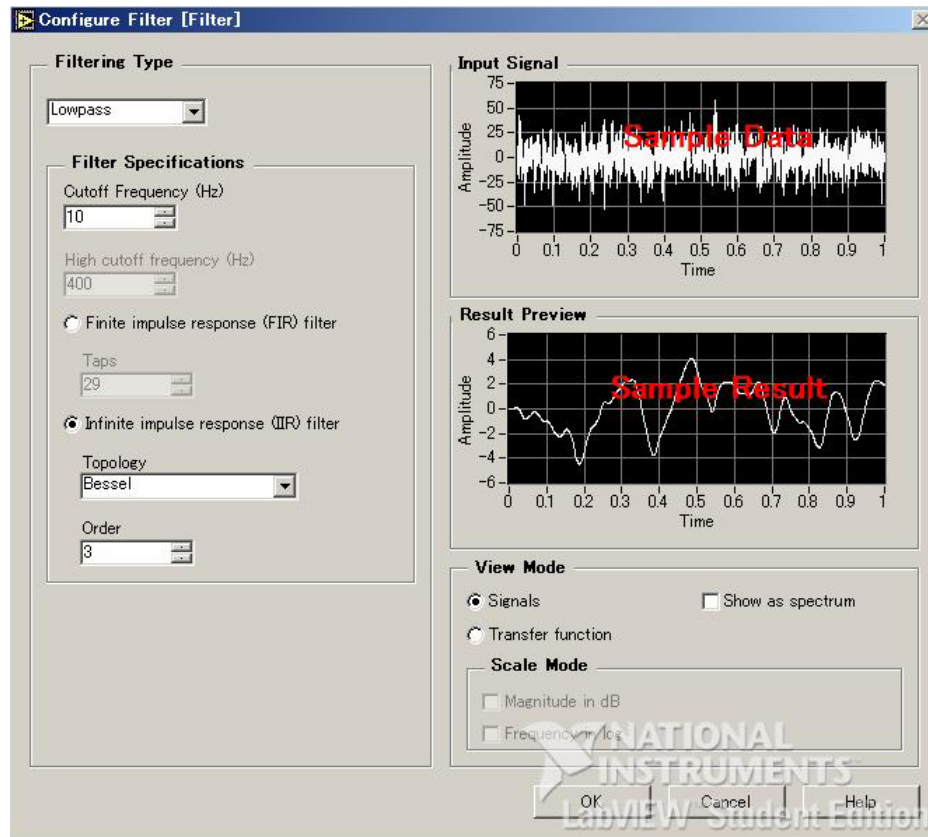 Configure Filter [Filter]
Filtering Type
Lowpass
Filter Specifications
Cutoff Frequency (Hz)
10
High cutoff frequency (Hz)
400
Finite impulse response (FIR) filter
Taps
29
Infinite impulse response (IIR) filter
Topology
Bessel
Order
3
Input Signal
75
50
25
0
-25
-50
-75
Amplitude
Sample Data
0 0.1 0.2 0.3 0.4 0.5 0.6 0.7 0.8 0.9 1
Time
Result Preview
6
4
2
0
-2
-4
-6
Amplitude
Sample Result
0 0.1 0.2 0.3 0.4 0.5 0.6 0.7 0.8 0.9 1
Time
View Mode
Signals
Show as spectrum
Transfer function
Scale Mode
Magnitude in dB
Frequency in log
NATIONAL
INSTRUMENTS
LabVIEW™ Student Edition
OK
Cancel
Help